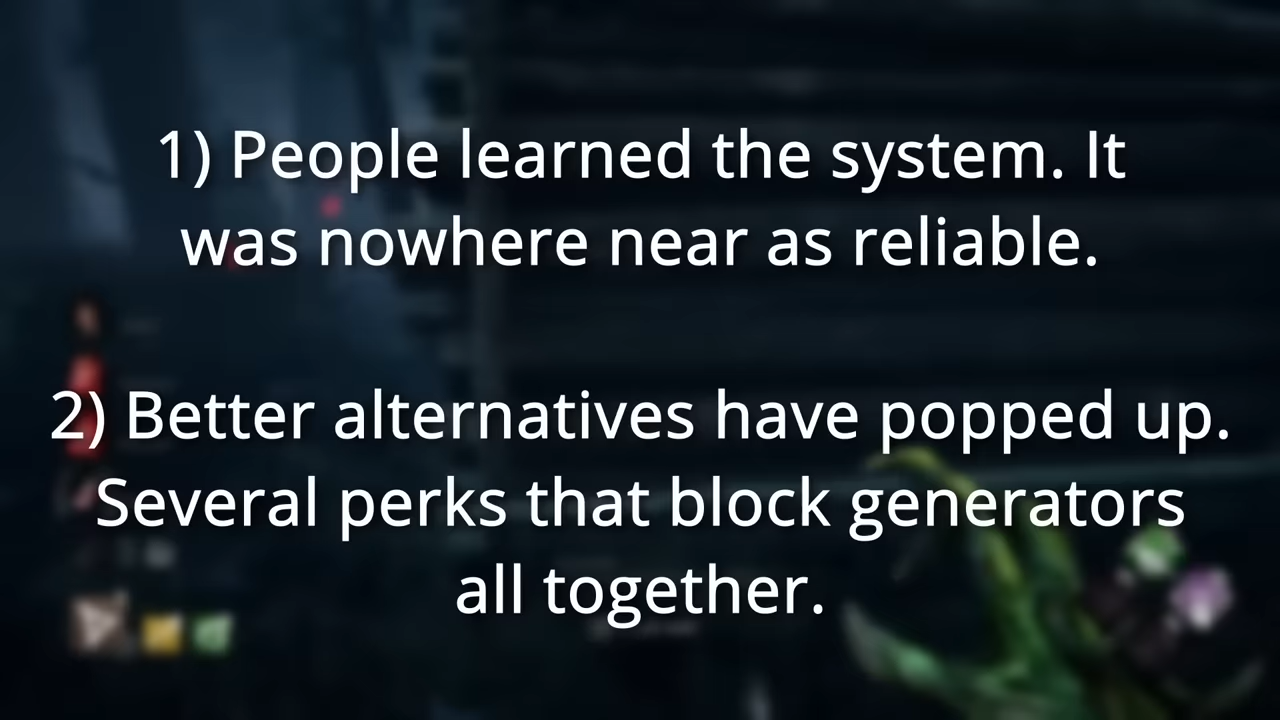 1) People learned the system. It
was nowhere near as reliable.
2) Better alternatives have popped up.
Several perks that block generators
all together.